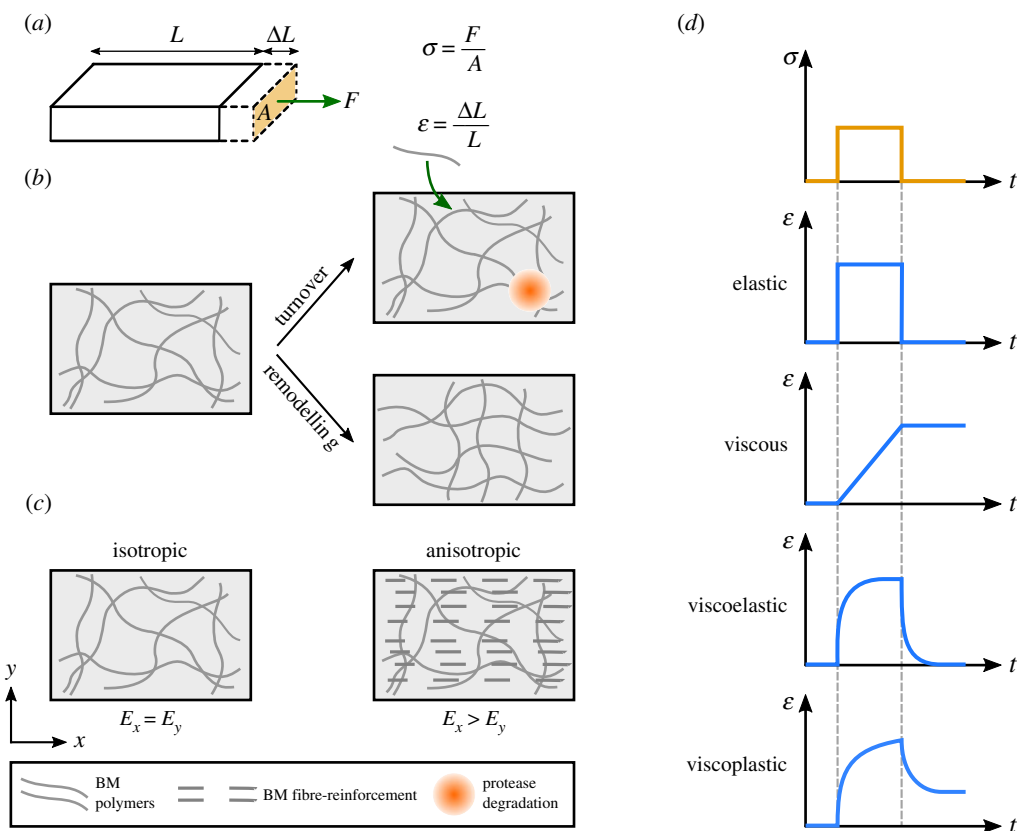 (a)
L ΔL
A
F
σ = F/A
ε = ΔL/L
(b)
turnover
remodelling
(c)
isotropic
anisotropic
E_x = E_y
E_x > E_y
y
x
BM
polymers
BM fibre-reinforcement
protease
degradation
(d)
σ
t
ε
elastic
t
ε
viscous
t
ε
viscoelastic
t
ε
viscoplastic
t